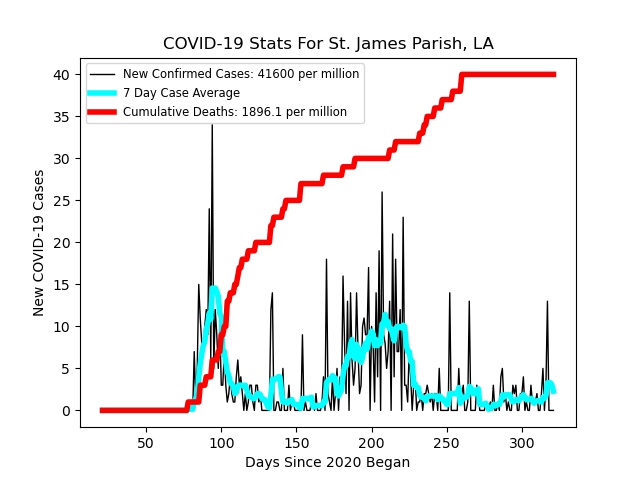 COVID-19 Stats For St. James Parish, LA
New Confirmed Cases: 41600 per million
7 Day Case Average
Cumulative Deaths: 1896.1 per million
New COVID-19 Cases
40
35
30
25
20
15
10
5
0
50
100
150
200
250
300
Days Since 2020 Began